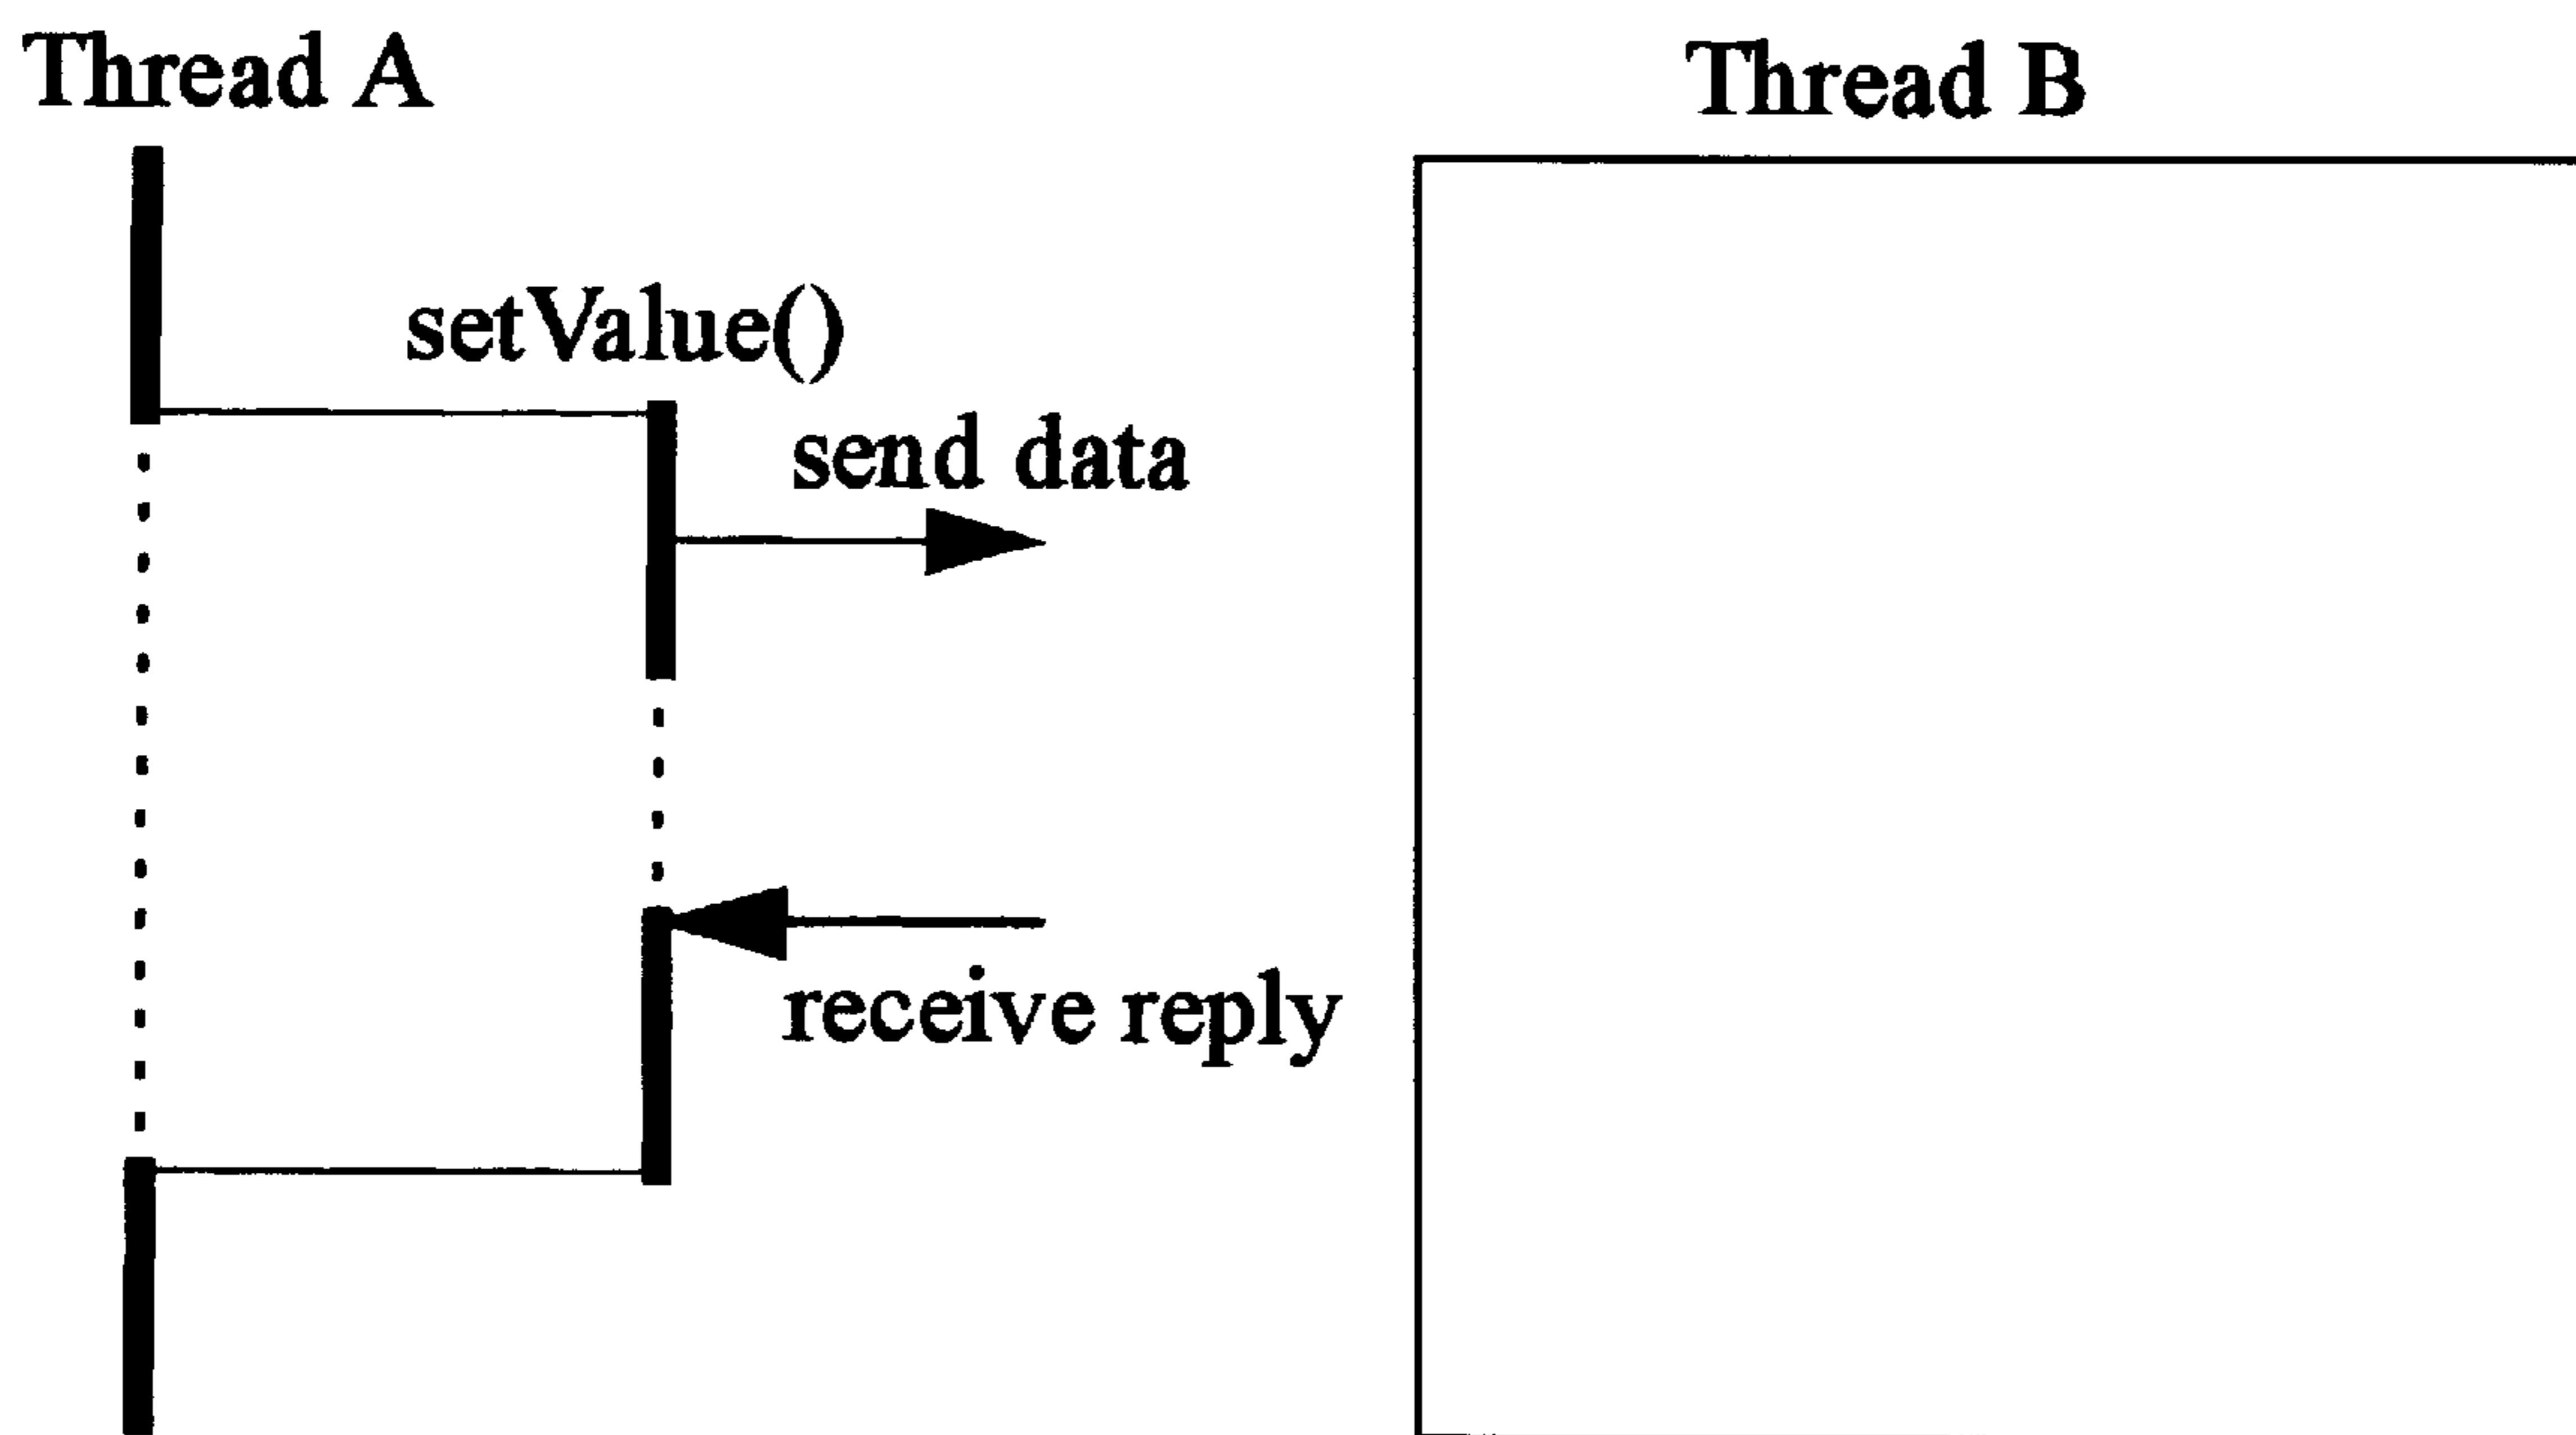 Thread A
Thread B
setValue()
send data
receive reply